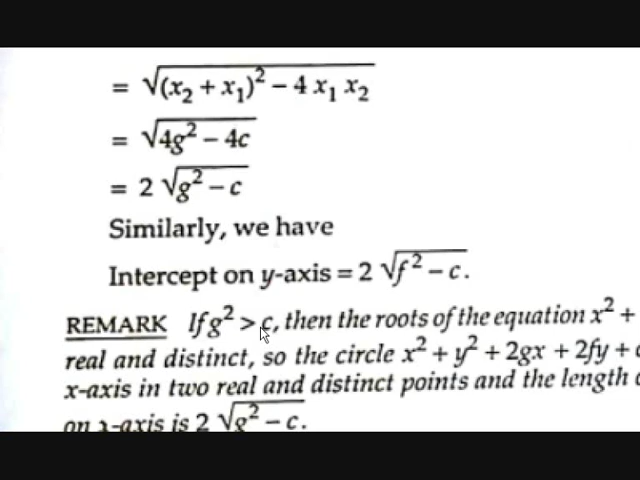 = √(x₂ + x₁)² − 4 x₁ x₂
= √4g² − 4c
= 2 √g² − c
Similarly, we have
Intercept on y-axis = 2 √f² − c.
REMARK If g² > c, then the roots of the equation x² +
real and distinct, so the circle x² + y² + 2gx + 2fy +
x-axis in two real and distinct points and the length
on x-axis is 2 √g² − c.